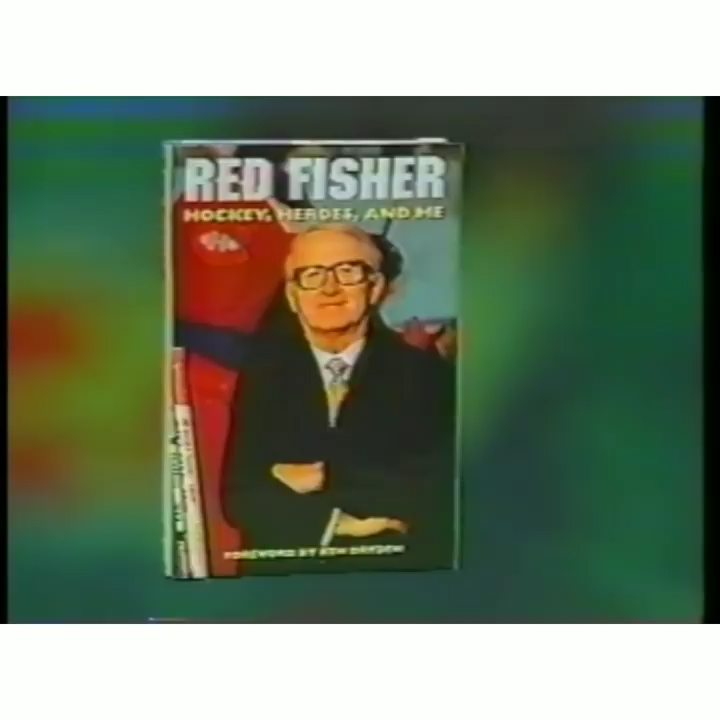 RED FISHER
HOCKEY, HEROES, AND ME
FOREWORD BY KEN DRYDEN